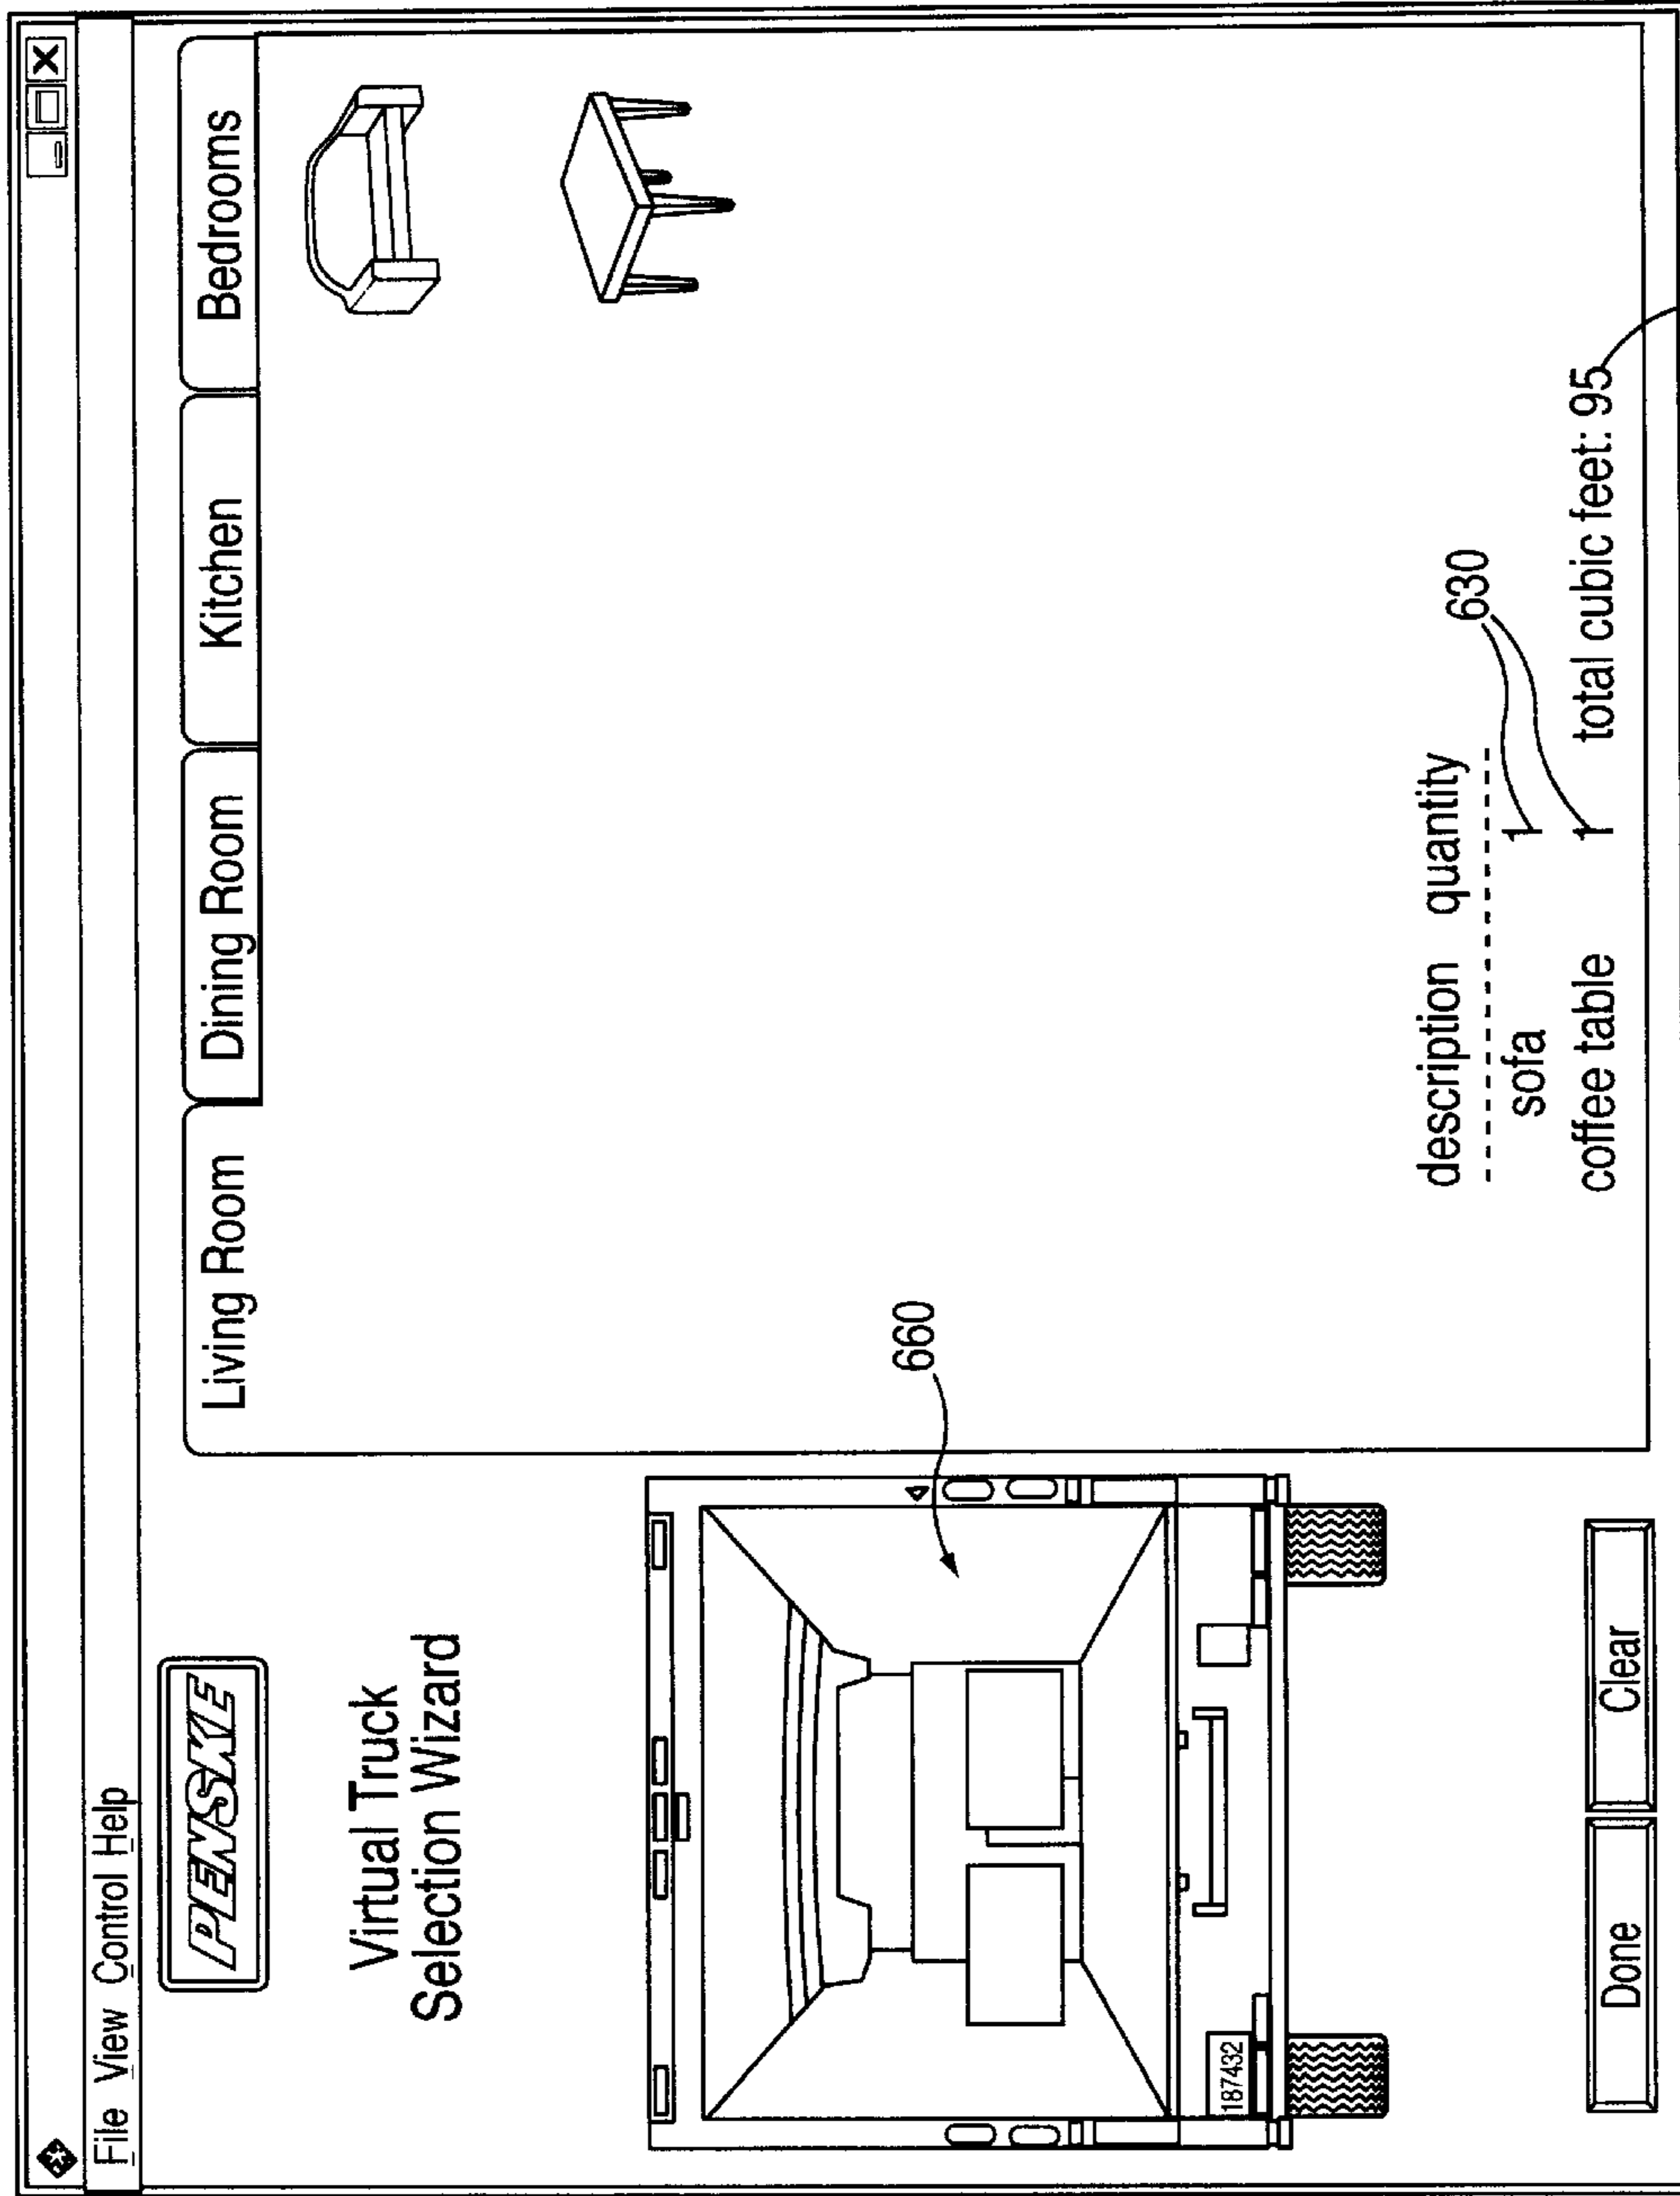 File View Control Help
PENSKE
Virtual Truck
Selection Wizard
187432
Done
Clear
Living Room
Dining Room
Kitchen
Bedrooms
660
description quantity
sofa 1
coffee table 1
630
total cubic feet: 95